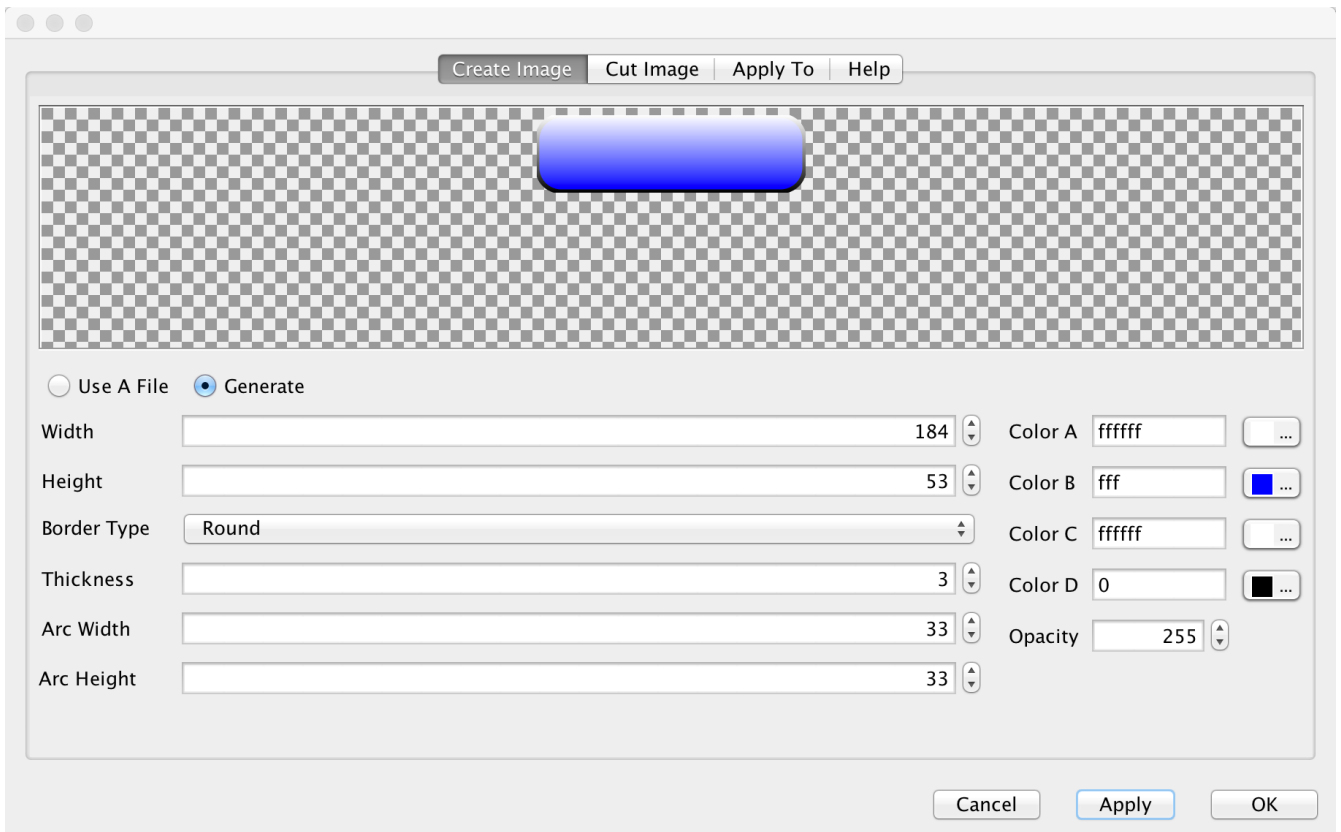 Create Image Cut Image Apply To Help
Use A File Generate
Width 184 Color A ffffff ...
Height 53 Color B fff ...
Border Type Round Color C ffffff ...
Thickness 3 Color D 0 ...
Arc Width 33 Opacity 255
Arc Height 33
Cancel Apply OK